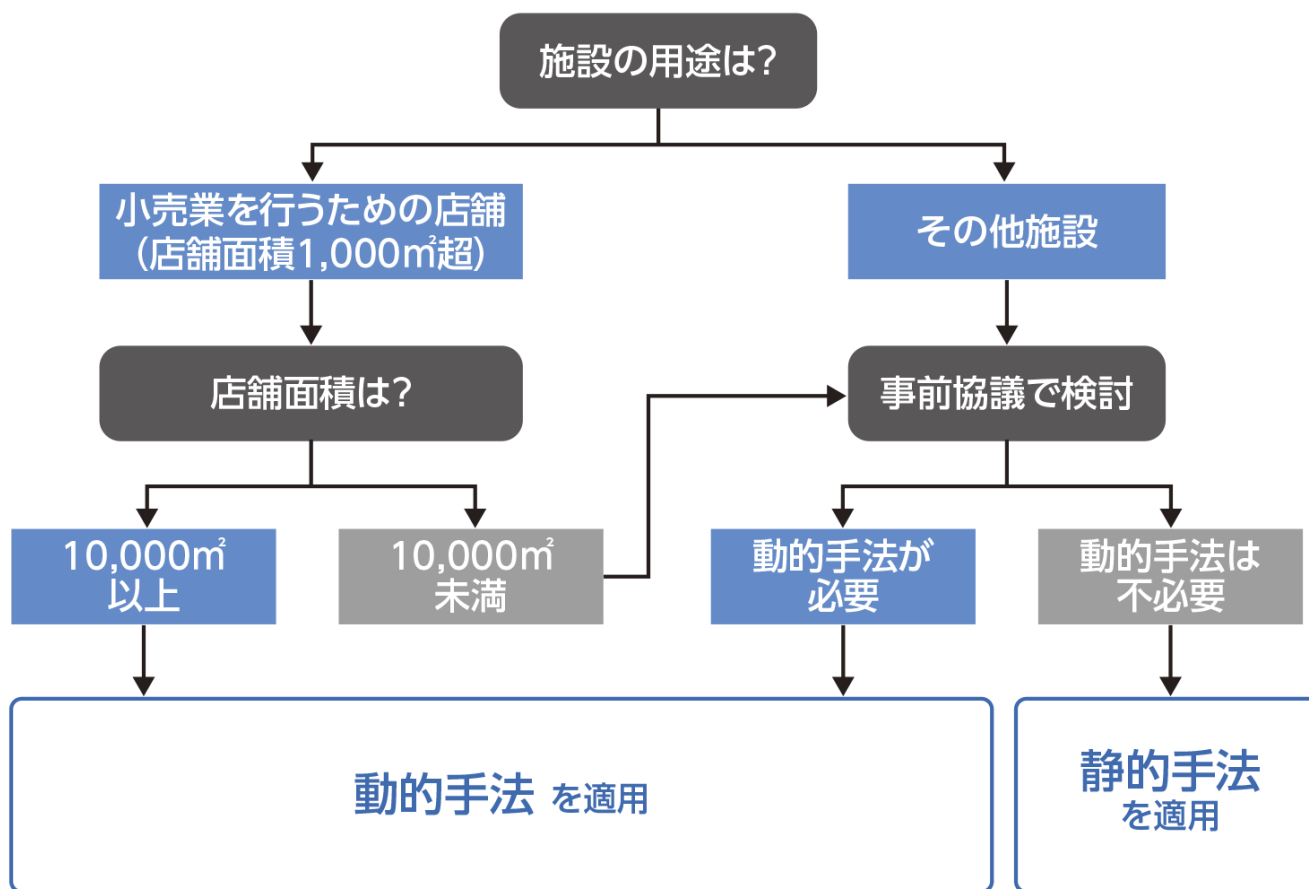 施設の用途は?
小売業を行うための店舗
（店舗面積1,000㎡超）
その他施設
店舗面積は?
事前協議で検討
10,000㎡
以上
10,000㎡
未満
動的手法が
必要
動的手法は
不必要
動的手法 を適用
静的手法
を適用